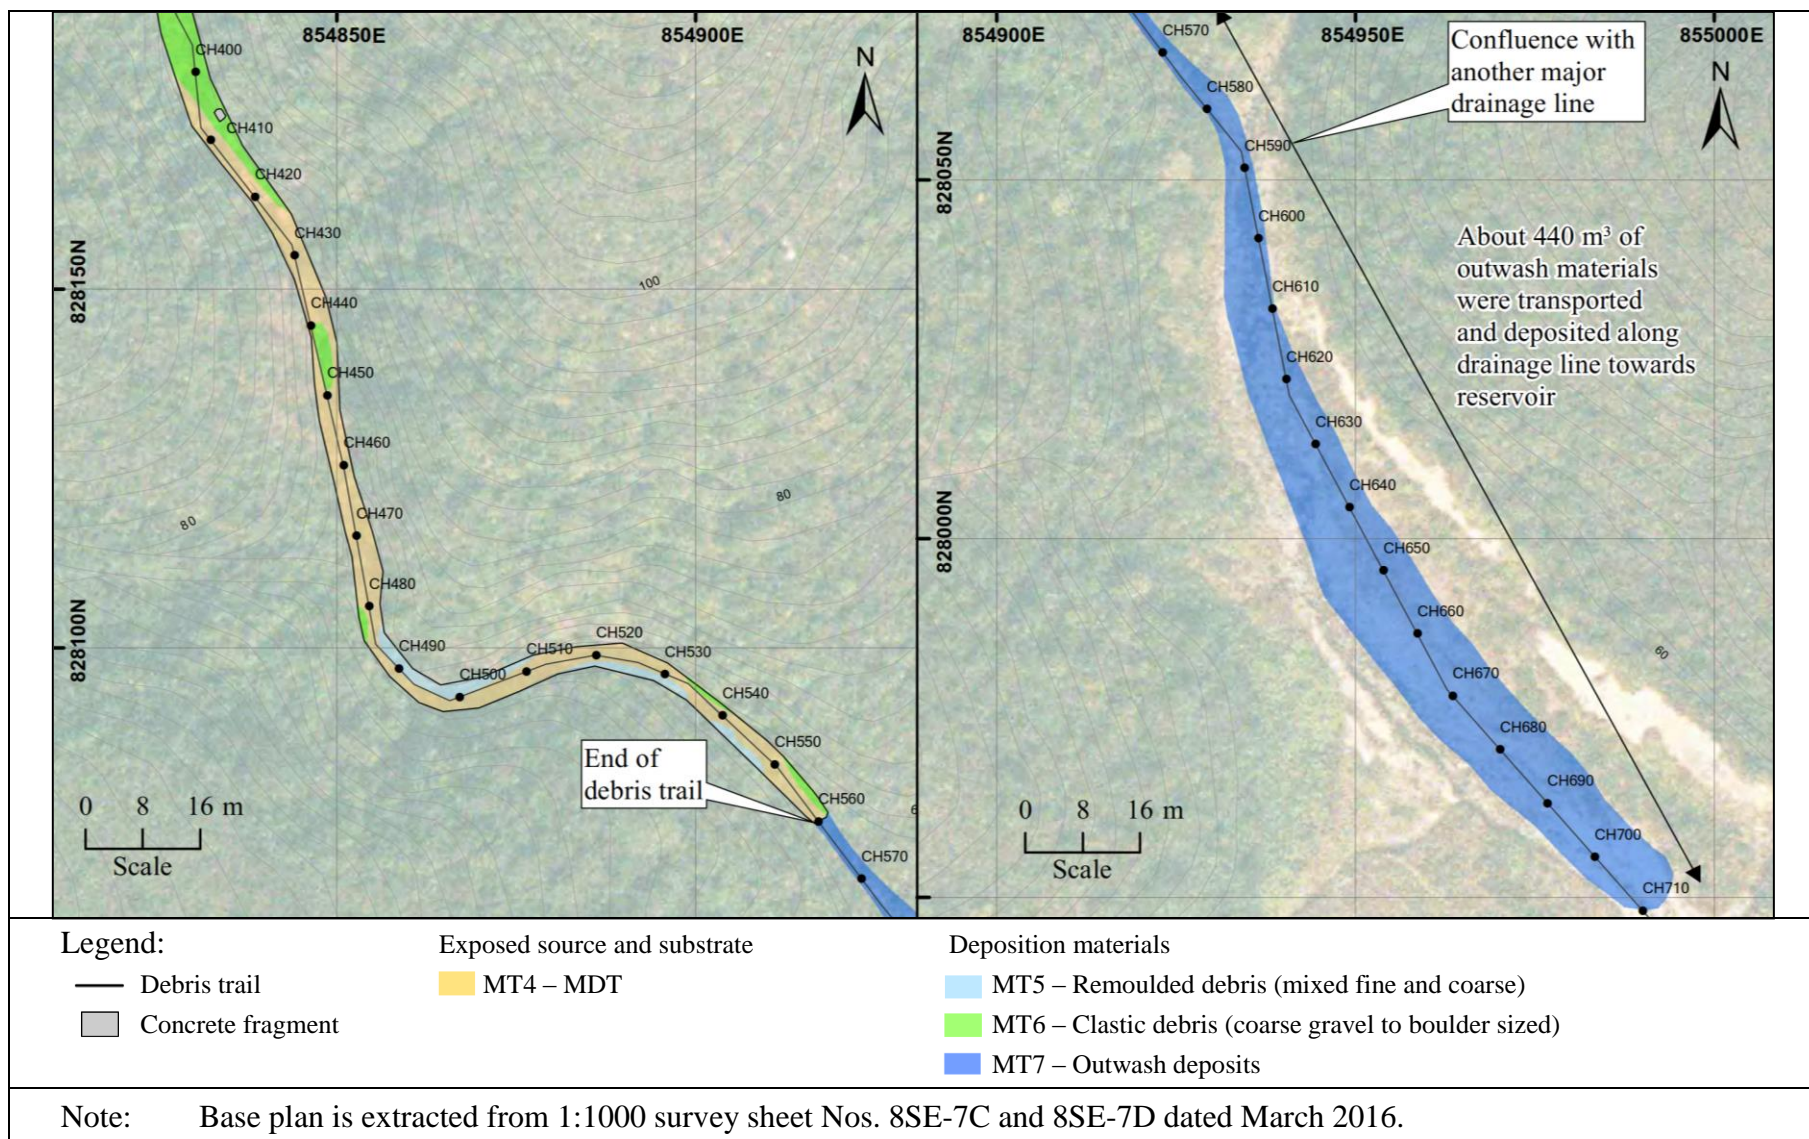 854850E
854900E
N
828150N
828100N
CH400
CH410
CH420
CH430
CH440
CH450
CH460
CH470
CH480
CH490
CH500
CH510
CH520
CH530
CH540
CH550
CH560
CH570
100
80
80
6
End of
debris trail
0 8 16 m
Scale
854900E
854950E
855000E
N
828050N
828000N
CH570
CH580
CH590
CH600
CH610
CH620
CH630
CH640
CH650
CH660
CH670
CH680
CH690
CH700
CH710
60
Confluence with
another major
drainage line
About 440 m³ of
outwash materials
were transported
and deposited along
drainage line towards
reservoir
0 8 16 m
Scale
Legend:
Debris trail
Concrete fragment
Exposed source and substrate
MT4 – MDT
Deposition materials
MT5 – Remoulded debris (mixed fine and coarse)
MT6 – Clastic debris (coarse gravel to boulder sized)
MT7 – Outwash deposits
Note: Base plan is extracted from 1:1000 survey sheet Nos. 8SE-7C and 8SE-7D dated March 2016.